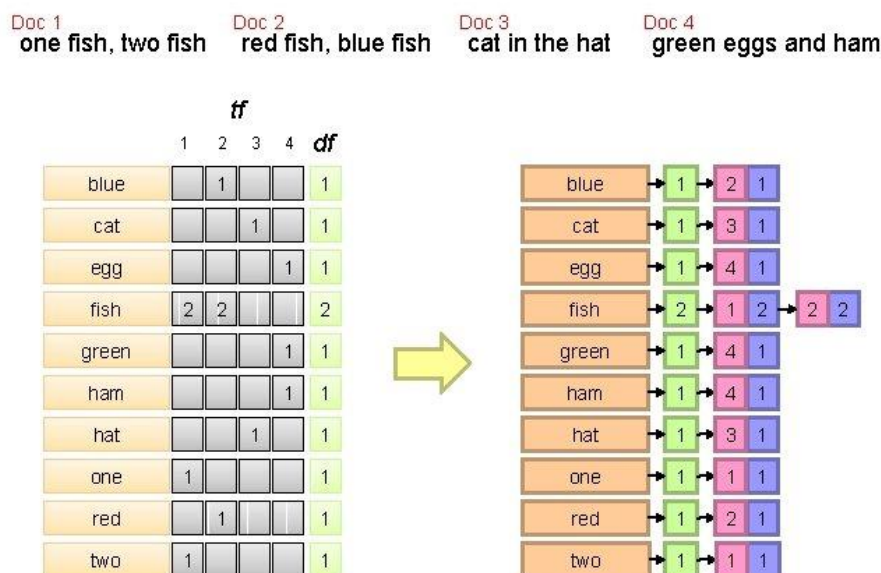 Doc 1 Doc 2 Doc 3 Doc 4
one fish, two fish red fish, blue fish cat in the hat green eggs and ham
tf
1 2 3 4 df
blue 1 1 blue 1 2 1
cat 1 1 cat 1 3 1
egg 1 1 egg 1 4 1
fish 2 2 2 fish 2 1 2 2 2
green 1 1 green 1 4 1
ham 1 1 ham 1 4 1
hat 1 1 hat 1 3 1
one 1 1 one 1 1 1
red 1 1 red 1 2 1
two 1 1 two 1 1 1